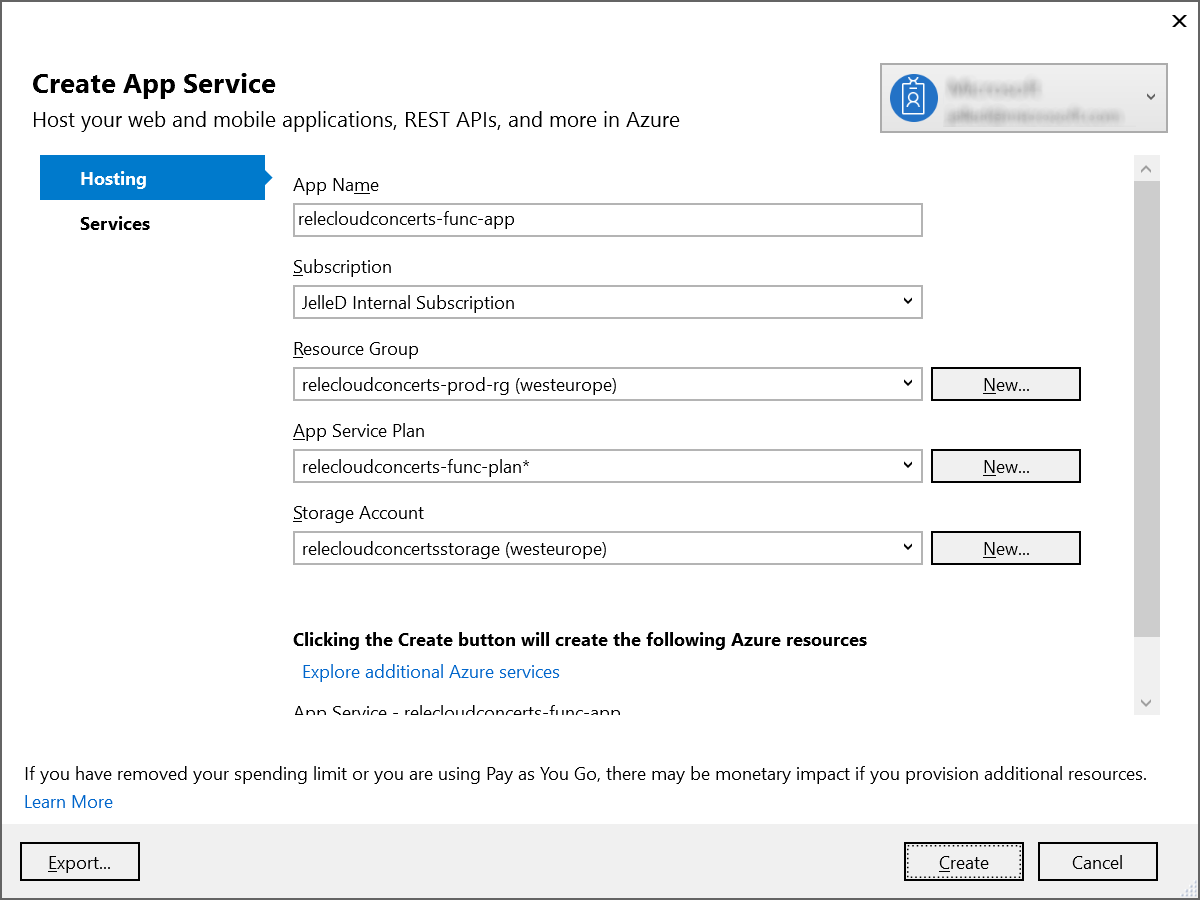 Create App Service
Host your web and mobile applications, REST APIs, and more in Azure
Hosting
Services
App Name
relecloudconcerts-func-app
Subscription
JelleD Internal Subscription
Resource Group
relecloudconcerts-prod-rg (westeurope)
New...
App Service Plan
relecloudconcerts-func-plan*
New...
Storage Account
relecloudconcertsstorage (westeurope)
New...
Clicking the Create button will create the following Azure resources
Explore additional Azure services
App Service - relecloudconcerts-func-app
If you have removed your spending limit or you are using Pay as You Go, there may be monetary impact if you provision additional resources.
Learn More
Export...
Create
Cancel